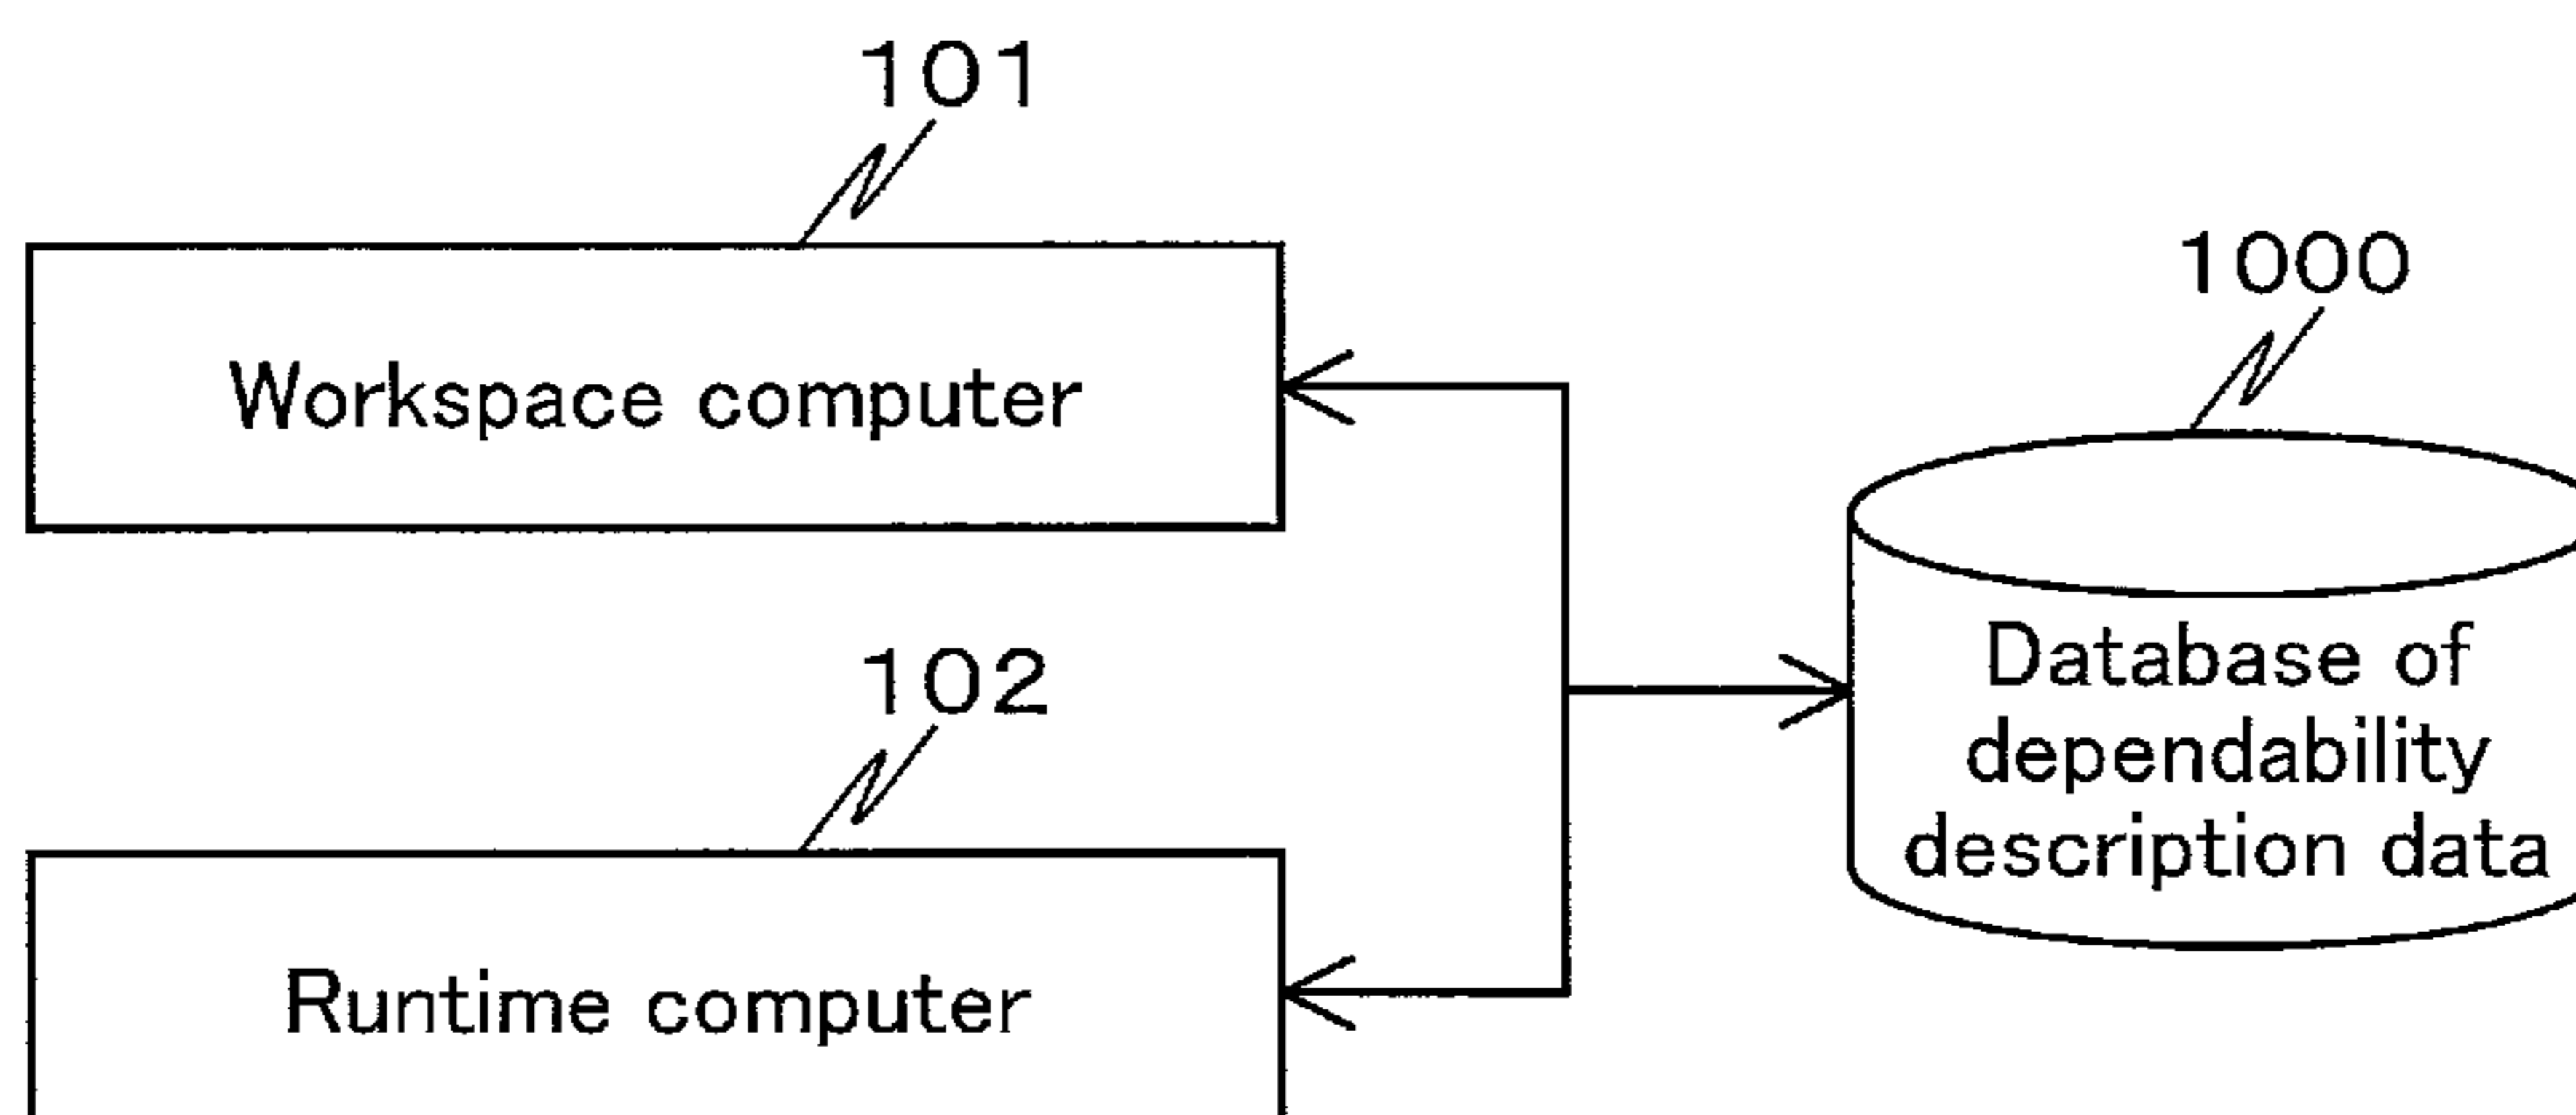 101
Workspace computer
1000
Database of
dependability
description data
102
Runtime computer